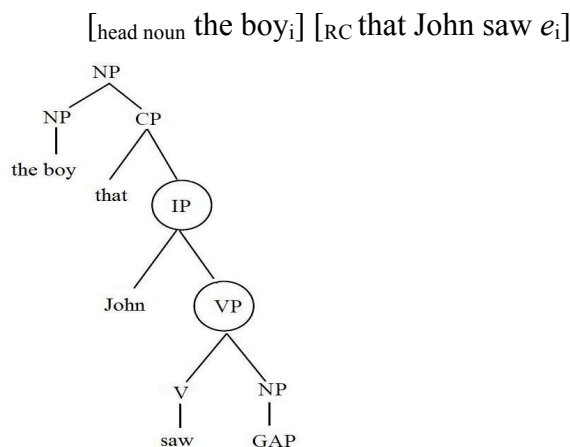 [head noun the boyi] [RC that John saw ei]
NP
NP CP
the boy that
IP
John VP
V NP
saw GAP